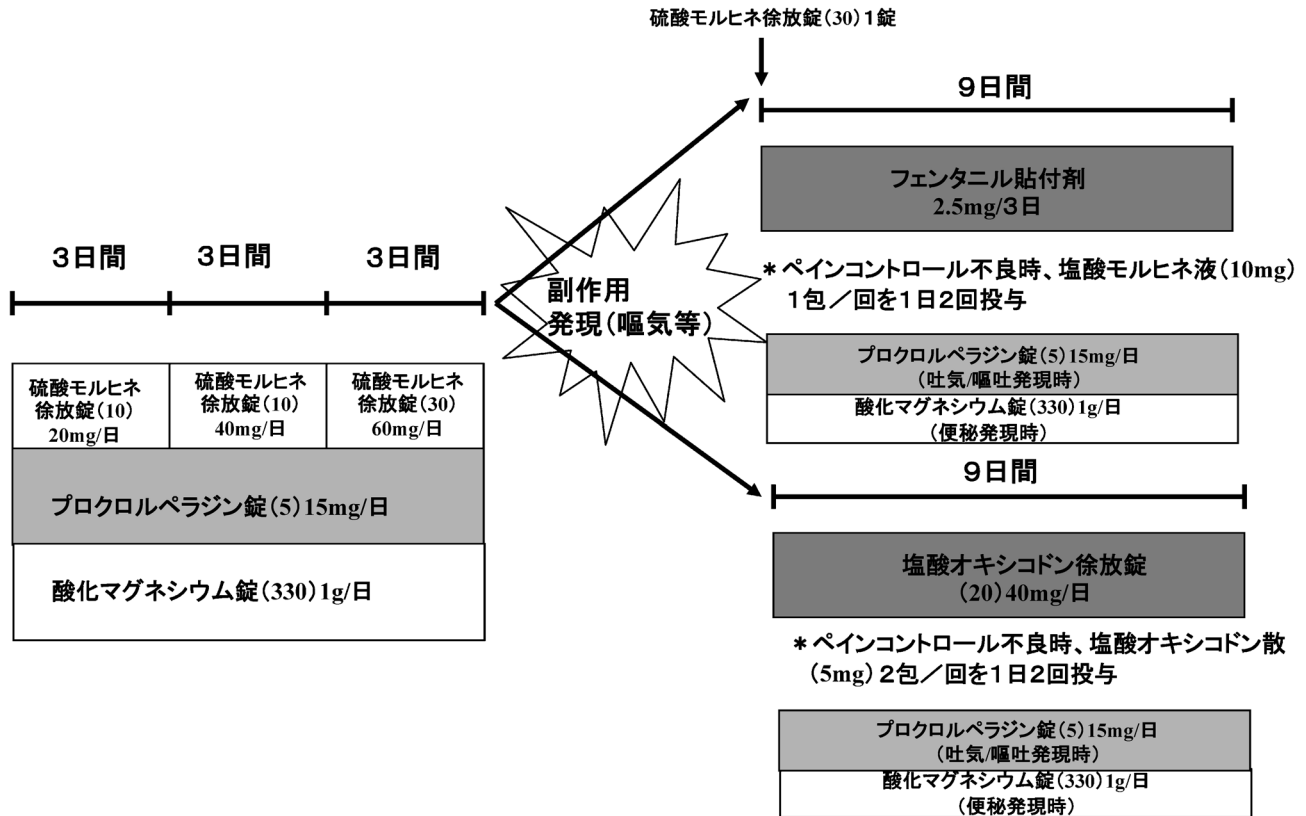 硫酸モルヒネ徐放錠(30)1錠
9日間
フェンタニル貼付剤
2.5mg/3日
*ペインコントロール不良時、塩酸モルヒネ液(10mg)
1包/回を1日2回投与
プロクロルペラジン錠(5)15mg/日
(吐気/嘔吐発現時)
酸化マグネシウム錠(330)1g/日
(便秘発現時)
3日間
3日間
3日間
副作用
発現(嘔気等)
硫酸モルヒネ
徐放錠(10)
20mg/日
硫酸モルヒネ
徐放錠(10)
40mg/日
硫酸モルヒネ
徐放錠(30)
60mg/日
プロクロルペラジン錠(5)15mg/日
酸化マグネシウム錠(330)1g/日
9日間
塩酸オキシコドン徐放錠
(20)40mg/日
*ペインコントロール不良時、塩酸オキシコドン散
(5mg)2包/回を1日2回投与
プロクロルペラジン錠(5)15mg/日
(吐気/嘔吐発現時)
酸化マグネシウム錠(330)1g/日
(便秘発現時)